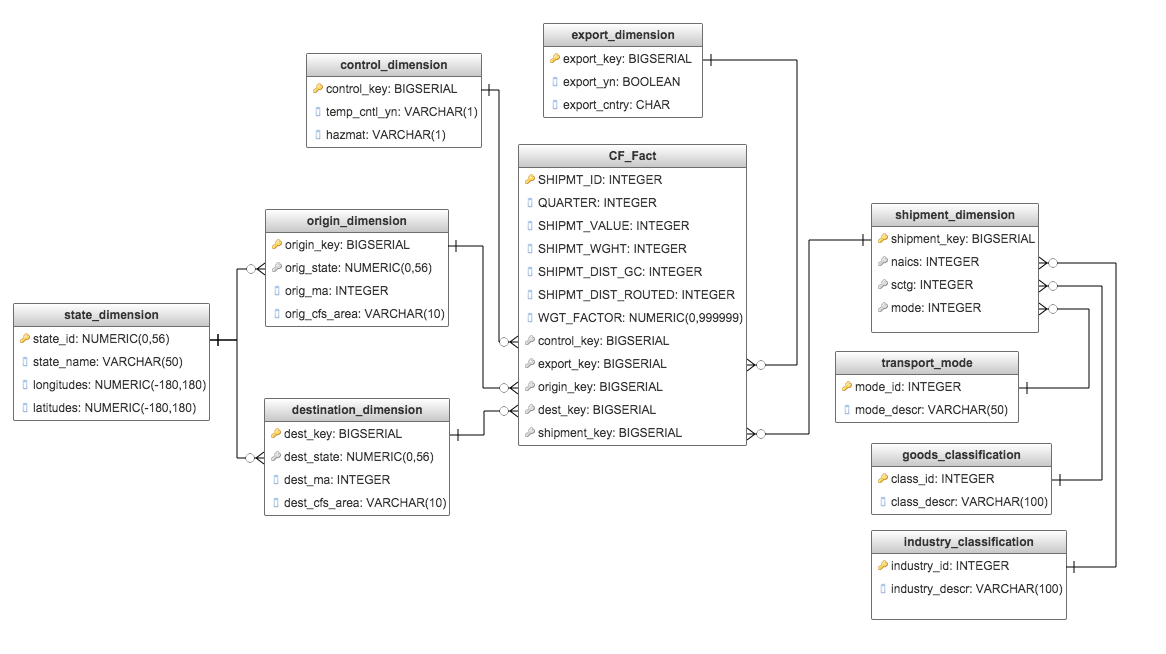 export_dimension
export_key: BIGSERIAL
export_yn: BOOLEAN
export_cntry: CHAR
control_dimension
control_key: BIGSERIAL
temp_cntl_yn: VARCHAR(1)
hazmat: VARCHAR(1)
CF_Fact
SHIPMT_ID: INTEGER
QUARTER: INTEGER
SHIPMT_VALUE: INTEGER
SHIPMT_WGHT: INTEGER
SHIPMT_DIST_GC: INTEGER
SHIPMT_DIST_ROUTED: INTEGER
WGT_FACTOR: NUMERIC(0,999999)
control_key: BIGSERIAL
export_key: BIGSERIAL
origin_key: BIGSERIAL
dest_key: BIGSERIAL
shipment_key: BIGSERIAL
origin_dimension
origin_key: BIGSERIAL
orig_state: NUMERIC(0,56)
orig_ma: INTEGER
orig_cfs_area: VARCHAR(10)
shipment_dimension
shipment_key: BIGSERIAL
naics: INTEGER
sctg: INTEGER
mode: INTEGER
state_dimension
state_id: NUMERIC(0,56)
state_name: VARCHAR(50)
longitudes: NUMERIC(-180,180)
latitudes: NUMERIC(-180,180)
transport_mode
mode_id: INTEGER
mode_descr: VARCHAR(50)
destination_dimension
dest_key: BIGSERIAL
dest_state: NUMERIC(0,56)
dest_ma: INTEGER
dest_cfs_area: VARCHAR(10)
goods_classification
class_id: INTEGER
class_descr: VARCHAR(100)
industry_classification
industry_id: INTEGER
industry_descr: VARCHAR(100)